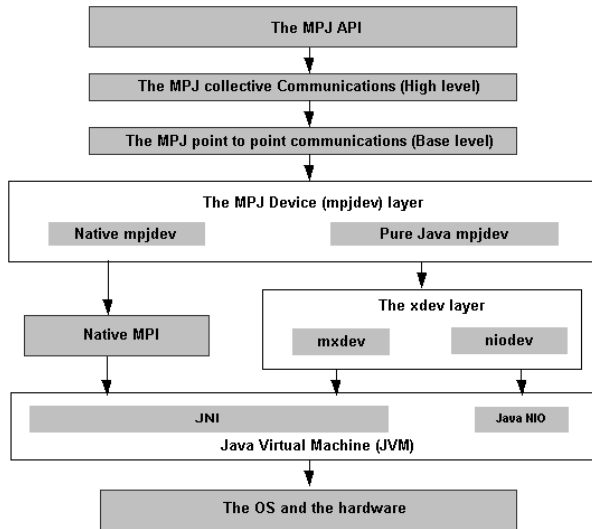 The MPJ API
The MPJ collective Communications (High level)
The MPJ point to point communications (Base level)
The MPJ Device (mpjdev) layer
Native mpjdev
Pure Java mpjdev
The xdev layer
Native MPI
mxdev
niodev
JNI
Java NIO
Java Virtual Machine (JVM)
The OS and the hardware